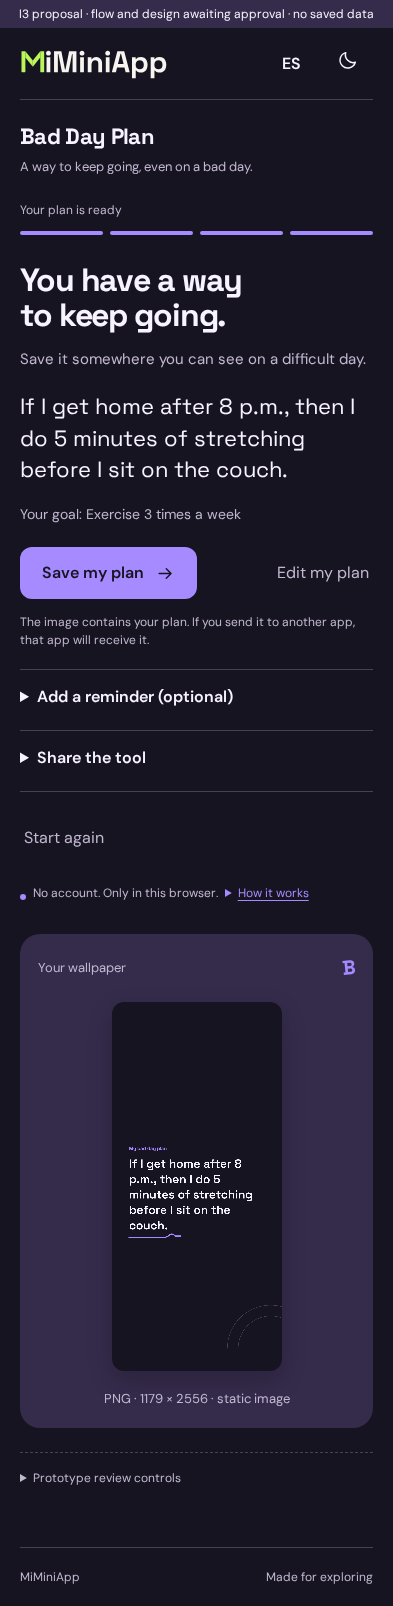 I3 proposal · flow and design awaiting approval · no saved data
MiMiniApp
ES
Bad Day Plan
A way to keep going, even on a bad day.
Your plan is ready
You have a way
to keep going.
Save it somewhere you can see on a difficult day.
If I get home after 8 p.m., then I
do 5 minutes of stretching
before I sit on the couch.
Your goal: Exercise 3 times a week
Save my plan →
Edit my plan
The image contains your plan. If you send it to another app,
that app will receive it.
Add a reminder (optional)
Share the tool
Start again
No account. Only in this browser.
How it works
Your wallpaper
B
My bad day plan
If I get home after 8
p.m., then I do 5
minutes of stretching
before I sit on the
couch.
PNG · 1179 × 2556 · static image
Prototype review controls
MiMiniApp
Made for exploring